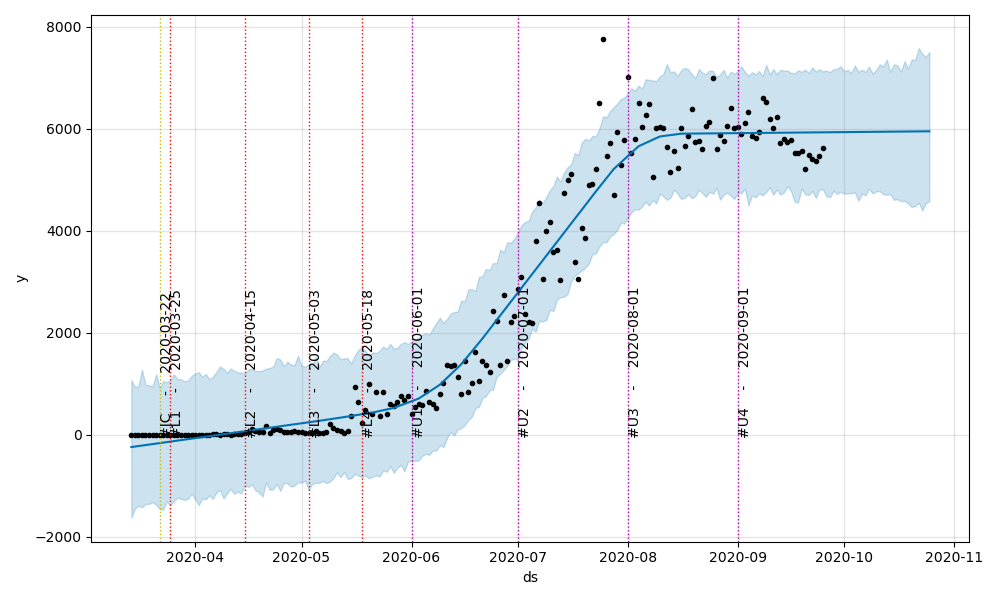 8000
6000
4000
2000
0
−2000
y
#JC - 2020-03-22
#L1 - 2020-03-25
#L2 - 2020-04-15
#L3 - 2020-05-03
#L4 - 2020-05-18
#U1 - 2020-06-01
#U2 - 2020-07-01
#U3 - 2020-08-01
#U4 - 2020-09-01
2020-04
2020-05
2020-06
2020-07
2020-08
2020-09
2020-10
2020-11
ds